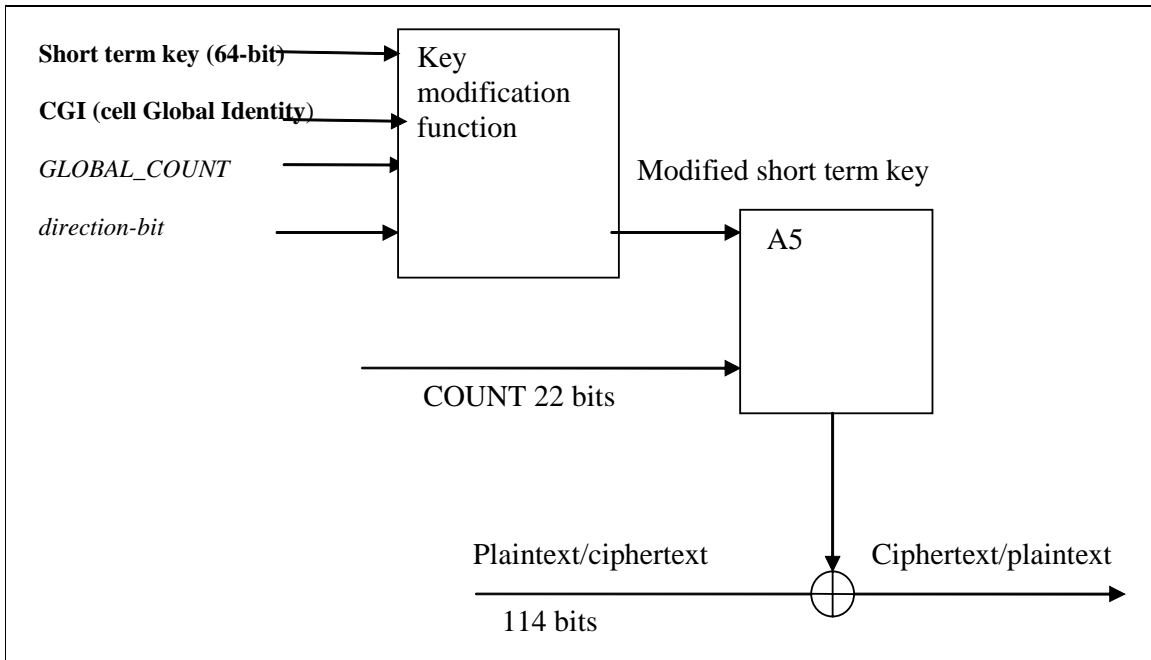 Short term key (64-bit)
CGI (cell Global Identity)
GLOBAL_COUNT
direction-bit
Key
modification
function
Modified short term key
A5
COUNT 22 bits
Plaintext/ciphertext
Ciphertext/plaintext
114 bits